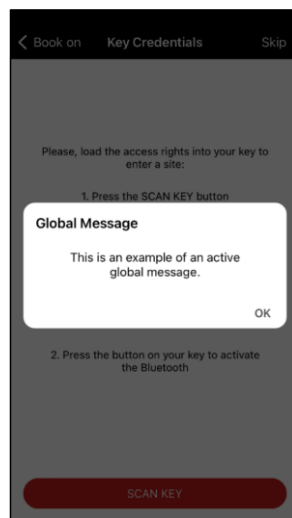 Book on
Key Credentials
Skip
Please, load the access rights into your key to
enter a site:
1. Press the SCAN KEY button
Global Message
This is an example of an active
global message.
OK
2. Press the button on your key to activate
the Bluetooth
SCAN KEY